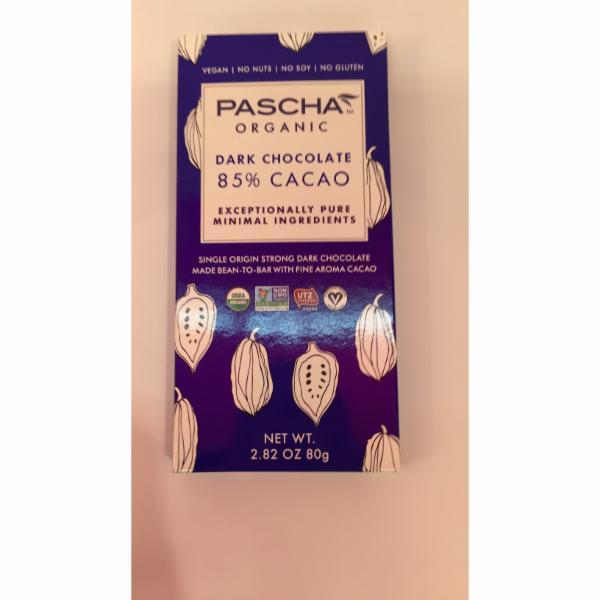 VEGAN | NO NUTS | NO SOY | NO GLUTEN
PASCHA™
ORGANIC
DARK CHOCOLATE
85% CACAO
EXCEPTIONALLY PURE
MINIMAL INGREDIENTS
SINGLE ORIGIN STRONG DARK CHOCOLATE
MADE BEAN-TO-BAR WITH FINE AROMA CACAO
USDA
ORGANIC
NON
GMO
UTZ
NET WT.
2.82 OZ 80g